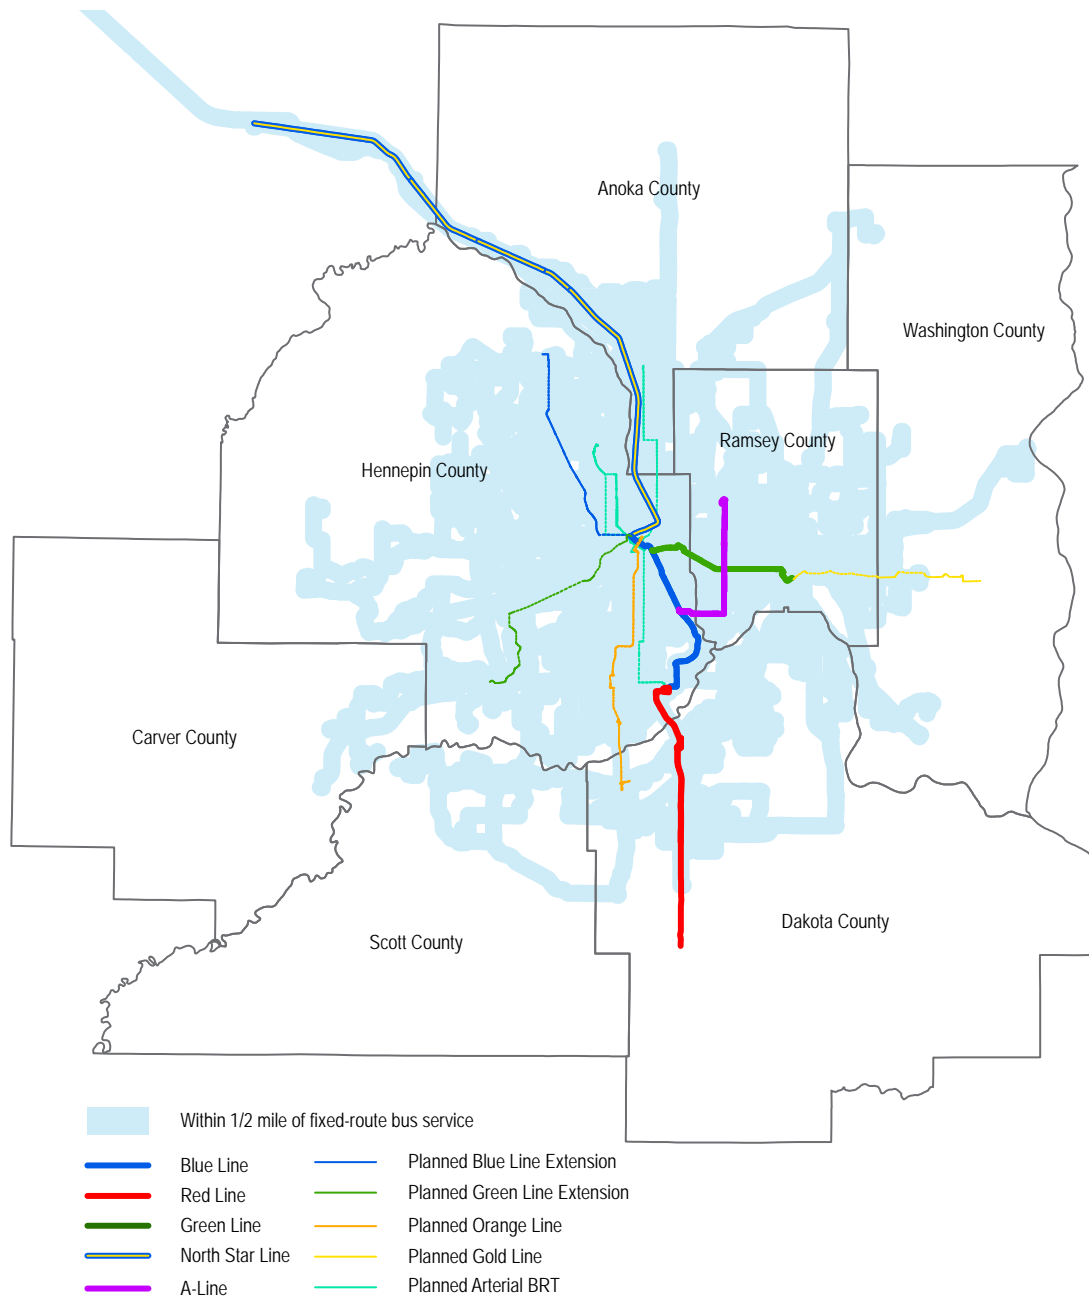 Anoka County
Washington County
Ramsey County
Hennepin County
Carver County
Dakota County
Scott County
Within 1/2 mile of fixed-route bus service
Blue Line
Planned Blue Line Extension
Red Line
Planned Green Line Extension
Green Line
Planned Orange Line
North Star Line
Planned Gold Line
A-Line
Planned Arterial BRT